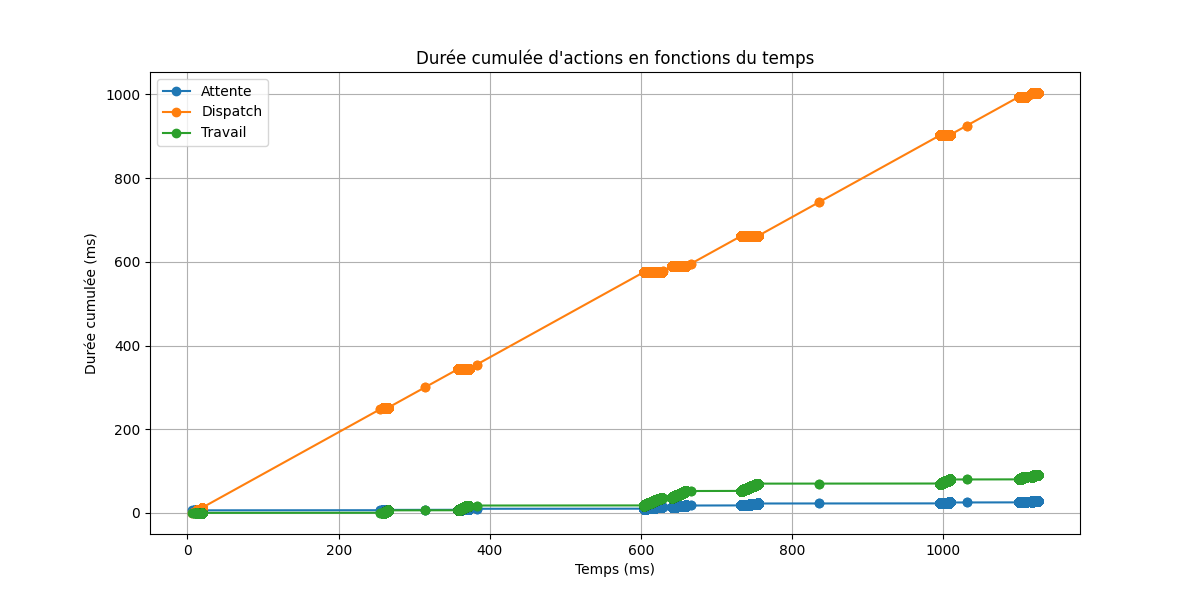 Durée cumulée d'actions en fonctions du temps
Attente
Dispatch
Travail
1000
800
600
400
200
0
Durée cumulée (ms)
0 200 400 600 800 1000
Temps (ms)